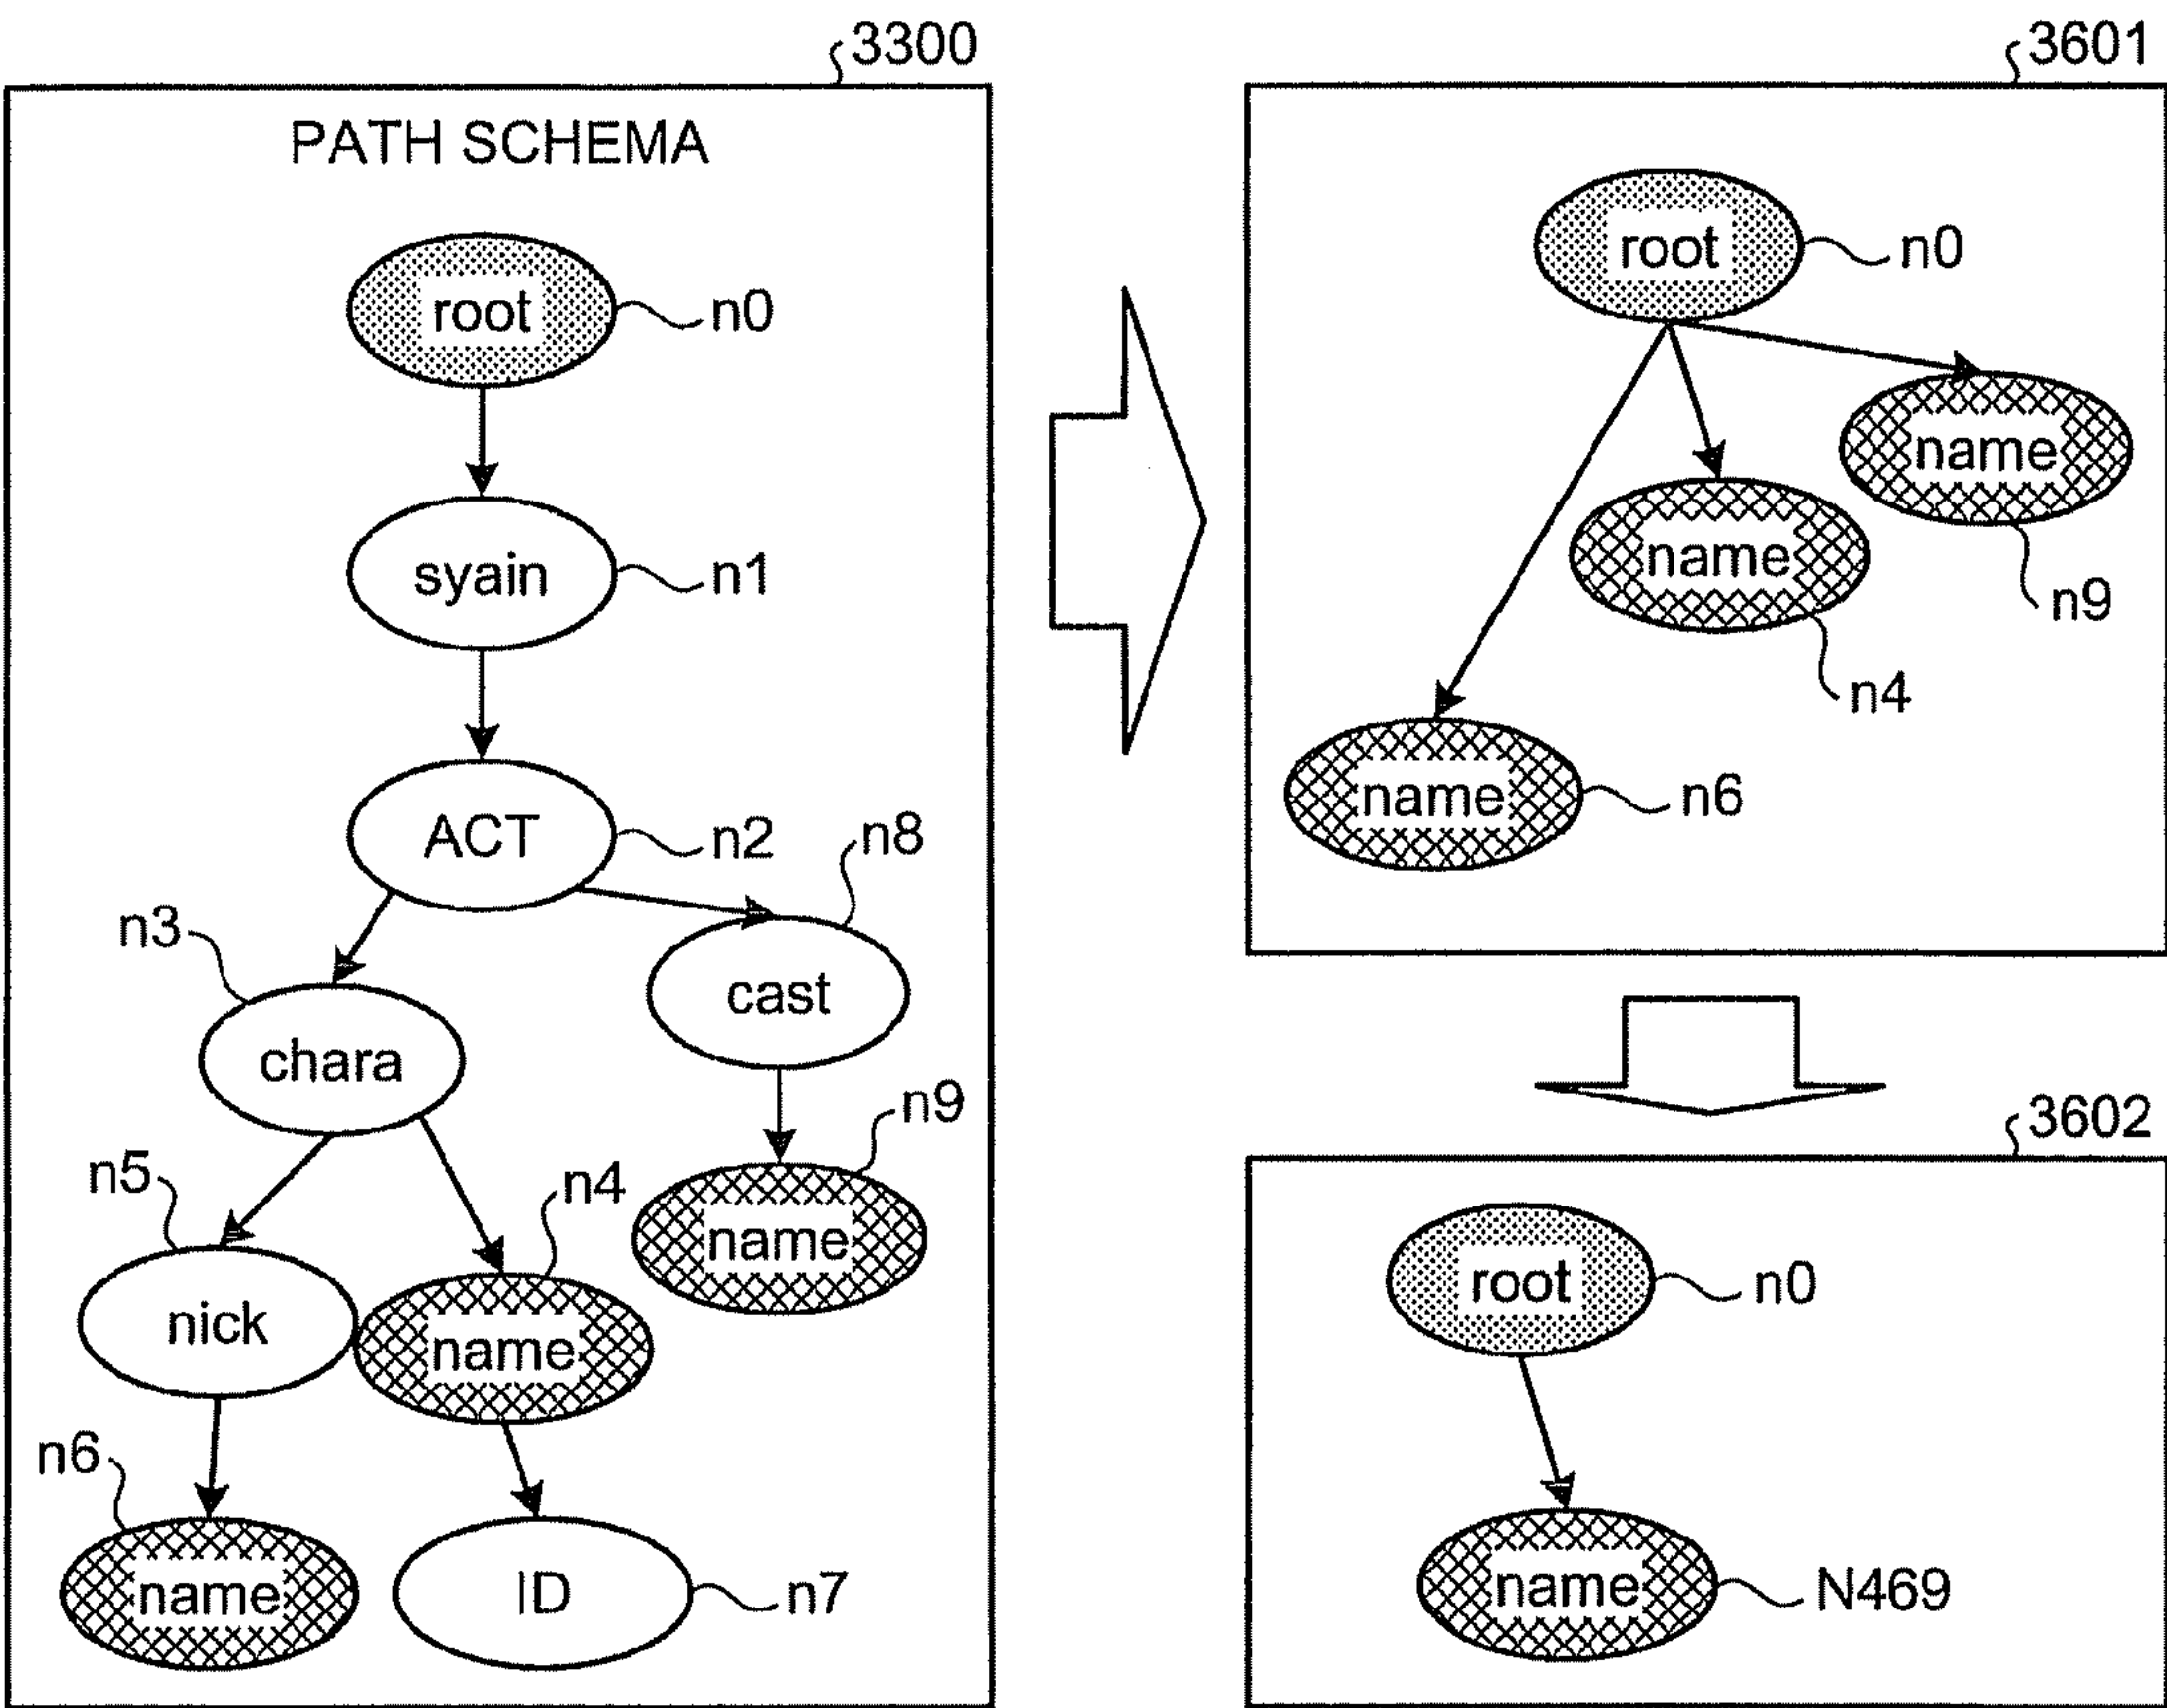 3300
PATH SCHEMA
root n0
syain n1
ACT n2
n8
n3
cast
chara
n9
n5
n4
name
nick
name
n6
name
ID n7
3601
root n0
name
n9
name
n4
name n6
3602
root n0
name N469